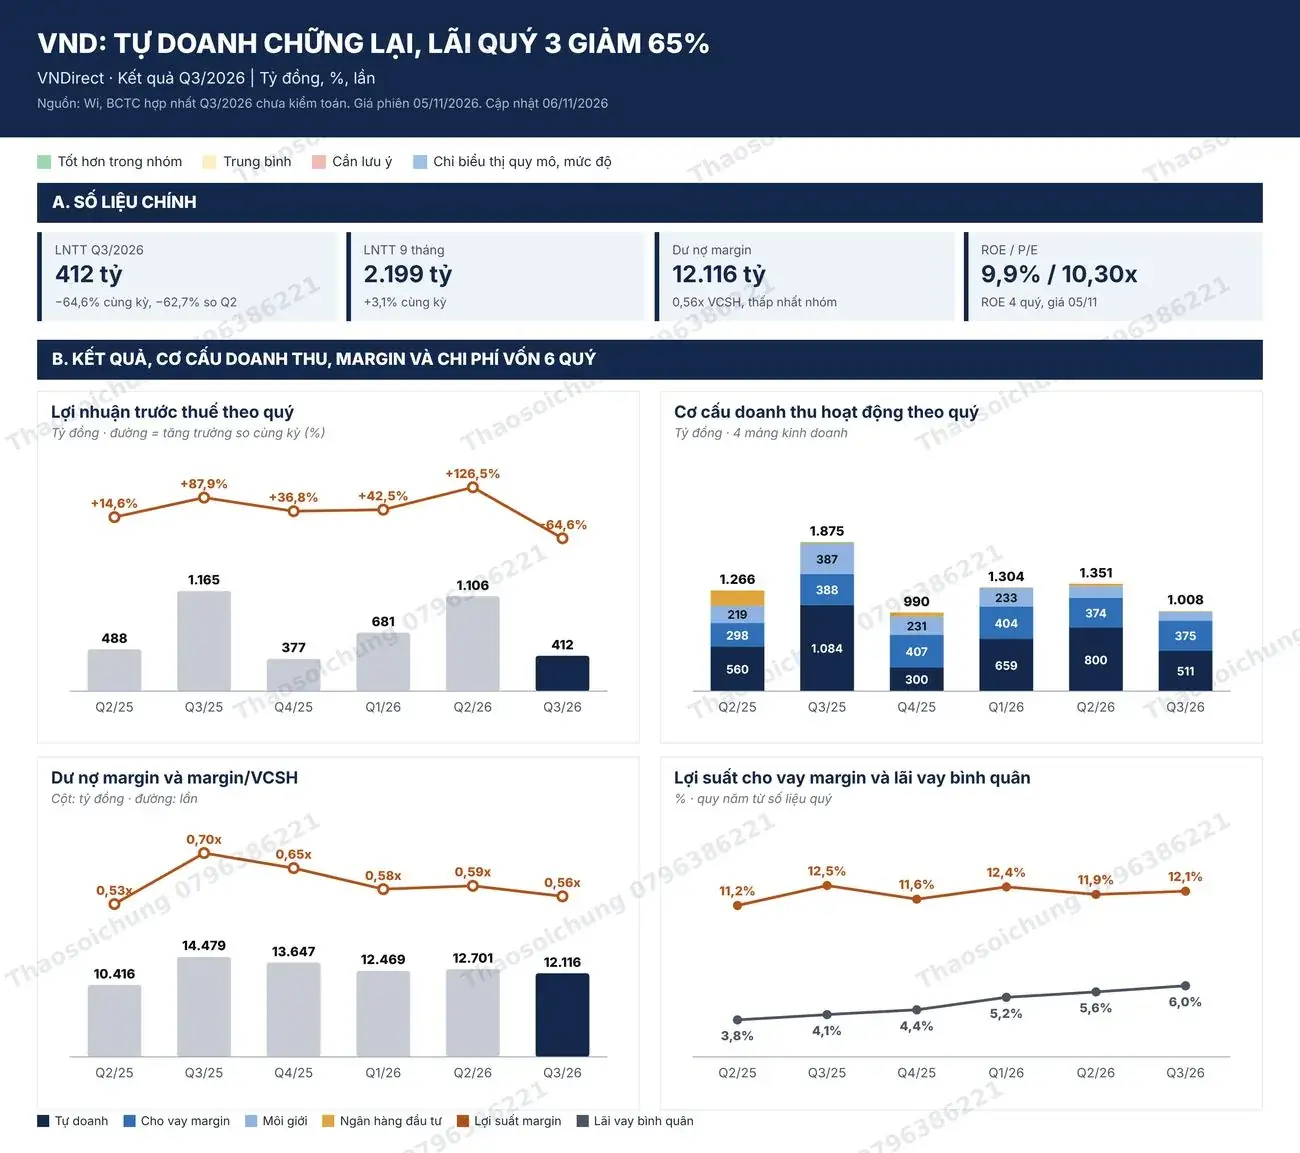 VND: TỰ DOANH CHỮNG LẠI, LÃI QUÝ 3 GIẢM 65%
VNDirect · Kết quả Q3/2026 | Tỷ đồng, %, lần
Nguồn: Wi, BCTC hợp nhất Q3/2026 chưa kiểm toán. Giá phiên 05/11/2026. Cập nhật 06/11/2026
Tốt hơn trong nhóm Trung bình Cần lưu ý Chỉ biểu thị quy mô, mức độ
A. SỐ LIỆU CHÍNH
LNTT Q3/2026
412 tỷ
−64,6% cùng kỳ, −62,7% so Q2
LNTT 9 tháng
2.199 tỷ
+3,1% cùng kỳ
Dư nợ margin
12.116 tỷ
0,56x VCSH, thấp nhất nhóm
ROE / P/E
9,9% / 10,30x
ROE 4 quý, giá 05/11
B. KẾT QUẢ, CƠ CẤU DOANH THU, MARGIN VÀ CHI PHÍ VỐN 6 QUÝ
Lợi nhuận trước thuế theo quý
Tỷ đồng · đường = tăng trưởng so cùng kỳ (%)
+14,6% +87,9% +36,8% +42,5% +126,5% −64,6%
488 1.165 377 681 1.106 412
Q2/25 Q3/25 Q4/25 Q1/26 Q2/26 Q3/26
Cơ cấu doanh thu hoạt động theo quý
Tỷ đồng · 4 mảng kinh doanh
1.266 1.875 990 1.304 1.351 1.008
219 387 231 233
298 388 407 404 374 375
560 1.084 300 659 800 511
Q2/25 Q3/25 Q4/25 Q1/26 Q2/26 Q3/26
Dư nợ margin và margin/VCSH
Cột: tỷ đồng · đường: lần
0,53x 0,70x 0,65x 0,58x 0,59x 0,56x
10.416 14.479 13.647 12.469 12.701 12.116
Q2/25 Q3/25 Q4/25 Q1/26 Q2/26 Q3/26
Lợi suất cho vay margin và lãi vay bình quân
% · quy năm từ số liệu quý
11,2% 12,5% 11,6% 12,4% 11,9% 12,1%
3,8% 4,1% 4,4% 5,2% 5,6% 6,0%
Q2/25 Q3/25 Q4/25 Q1/26 Q2/26 Q3/26
Tự doanh Cho vay margin Môi giới Ngân hàng đầu tư Lợi suất margin Lãi vay bình quân
Thaosoichung 0796386221